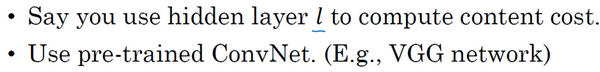 • Say you use hidden layer l to compute content cost.
• Use pre-trained ConvNet. (E.g., VGG network)